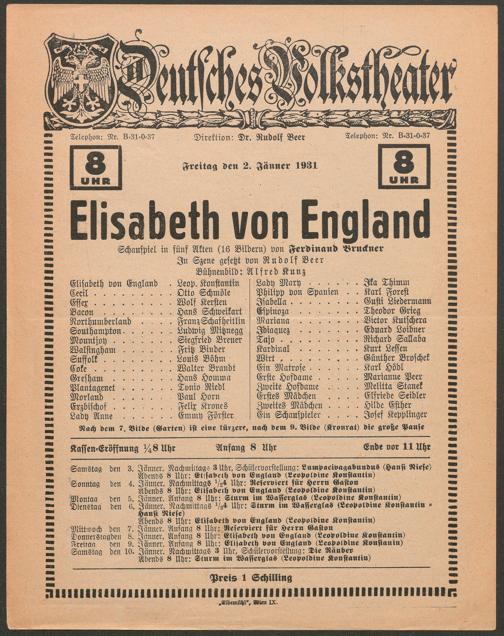 Deutsches Volkstheater
Telephon: Nr. B-31-0-37 Direktion: Dr. Rudolf Beer Telephon: Nr. B-31-0-37
8 UHR Freitag den 2. Jänner 1931 8 UHR
Elisabeth von England
Schauspiel in fünf Akten (16 Bildern) von Ferdinand Bruckner
In Szene gesetzt von Rudolf Beer
Bühnenbild: Alfred Kunz
Elisabeth von England . . Leop. Konstantin
Cecil . . . . Otto Schmöle
Essex . . . . Wolf Kersten
Bacon . . . . Hans Schweikart
Northumberland . . . Franz Schafheitlin
Southampton . . . Ludwig Mitnegg
Mountjoy . . . . Siegfried Breuer
Walsingham . . . . Fritz Binder
Suffolk . . . . Louis Böhm
Coke . . . . Walter Brandt
Gresham . . . . Hans Homma
Plantagenet . . . . Tonio Riedl
Morland . . . . Paul Horn
Erzbischof . . . . Felix Krones
Lady Anne . . . . Emmy Förster
Lady Mary . . . . Ika Thimm
Philipp von Spanien . . Karl Forest
Isabella . . . . Gusti Liedermann
Espinoza . . . . Theodor Grieg
Mariana . . . . Victor Kutschera
Idiaquez . . . . Eduard Loibner
Tajo . . . . Richard Sallaba
Kardinal . . . . Kurt Lessen
Wirt . . . . Günther Broschek
Ein Matrose . . . . Karl Hödl
Erste Hofdame . . . . Marianne Peer
Zweite Hofdame . . . Melitta Stanek
Erstes Mädchen . . . Elfriede Seidler
Zweites Mädchen . . . Hilde Esther
Ein Schauspieler . . . Josef Kepplinger
Nach dem 7. Bilde (Garten) ist eine kürzere, nach dem 9. Bilde (Kronrat) die große Pause
Kassen-Eröffnung ¼8 Uhr Anfang 8 Uhr Ende vor 11 Uhr
Samstag den 3. Jänner. Nachmittags 3 Uhr, Schülervorstellung: Lumpacivagabundus (Hansi Niese)
Abends 8 Uhr: Elisabeth von England (Leopoldine Konstantin)
Sonntag den 4. Jänner. Nachmittags ¼4 Uhr: Reserviert für Herrn Gaston
Abends 8 Uhr: Elisabeth von England (Leopoldine Konstantin)
Montag den 5. Jänner. Anfang 8 Uhr: Sturm im Wasserglas (Leopoldine Konstantin)
Dienstag den 6. Jänner. Nachmittags ¼4 Uhr: Sturm im Wasserglas (Leopoldine Konstantin -
Hansi Niese)
Abends 8 Uhr: Elisabeth von England (Leopoldine Konstantin)
Mittwoch den 7. Jänner. Anfang 8 Uhr: Reserviert für Herrn Gaston
Donnerstag den 8. Jänner. Anfang 8 Uhr: Elisabeth von England (Leopoldine Konstantin)
Freitag den 9. Jänner. Anfang 8 Uhr: Elisabeth von England (Leopoldine Konstantin)
Samstag den 10. Jänner. Nachmittags 3 Uhr, Schülervorstellung: Die Räuber
Abends 8 Uhr: Sturm im Wasserglas (Leopoldine Konstantin)
Preis 1 Schilling
„Elbemühl", Wien IX.